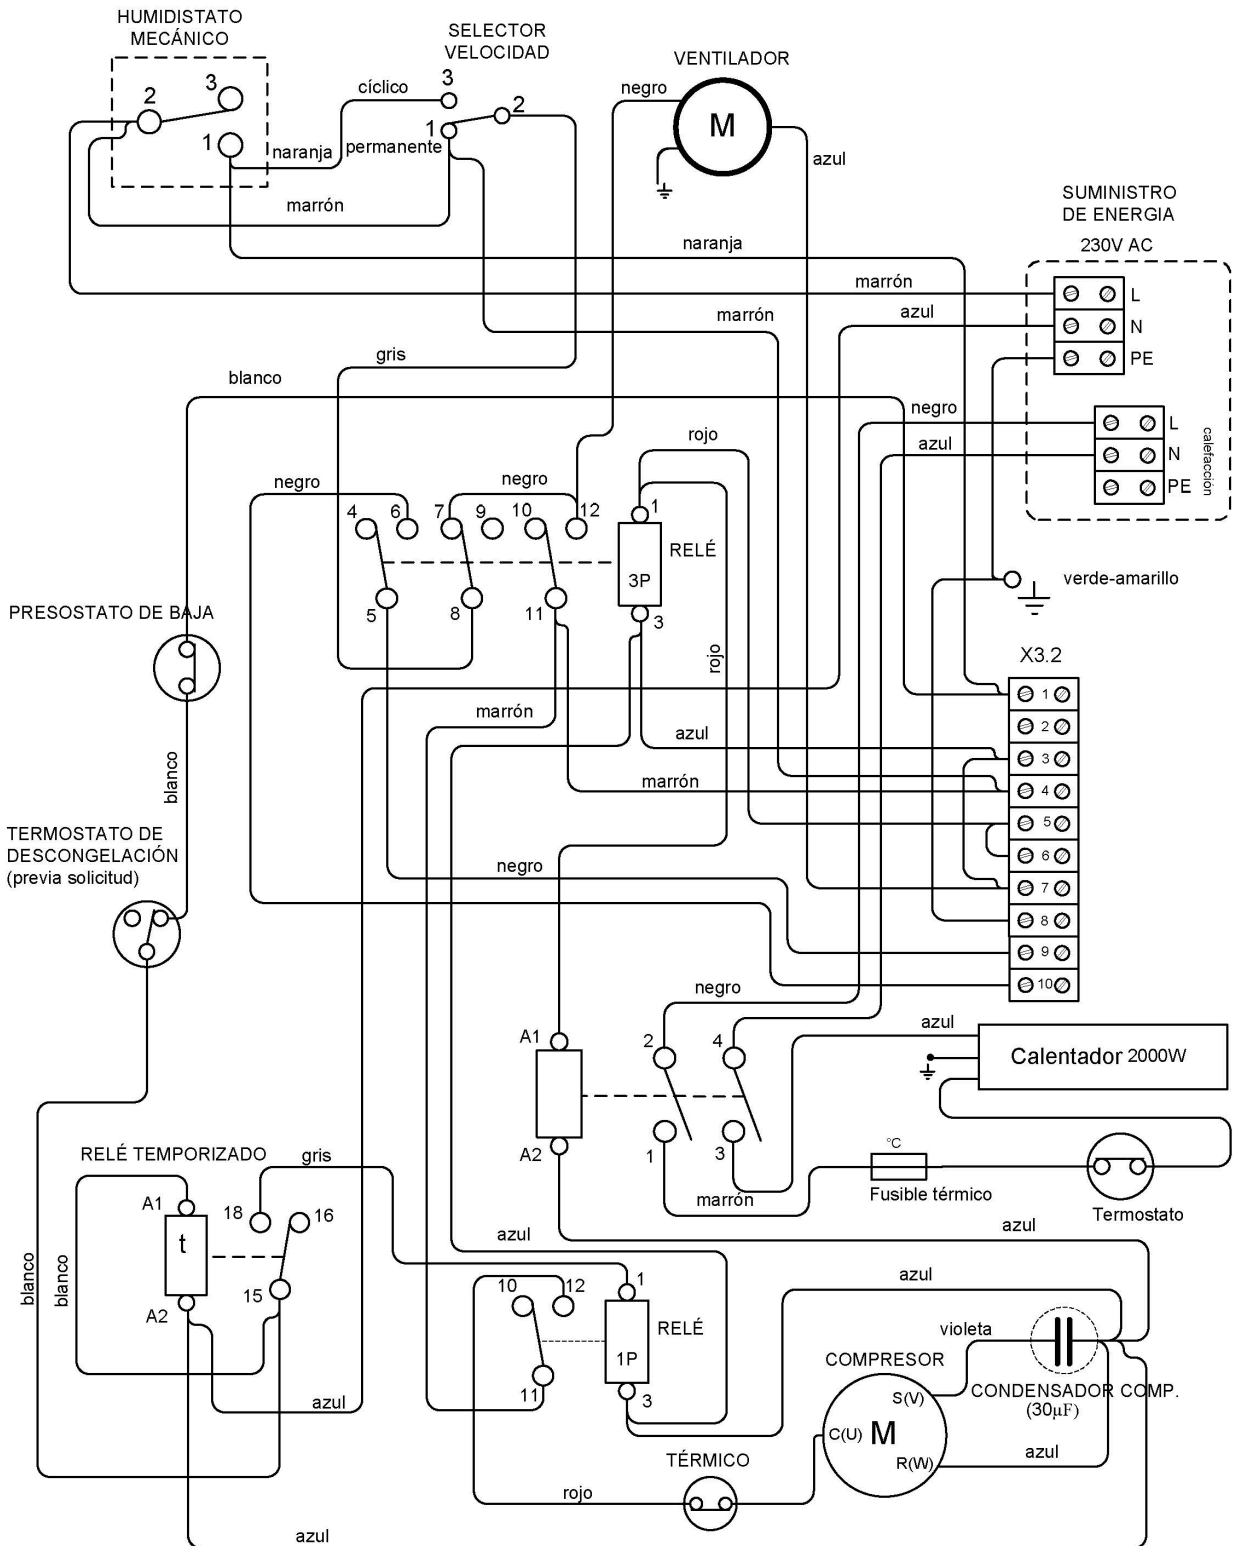 HUMIDISTATO
MECÁNICO
SELECTOR
VELOCIDAD
VENTILADOR
negro
cíclico
3
2
3
2
1
1
naranja
permanente
M
azul
marrón
SUMINISTRO
DE ENERGIA
230V AC
naranja
marrón
L
marrón
azul
N
gris
PE
blanco
negro
L
rojo
azul
N
PE
calefacción
negro
negro
4
6
7
9
10
12
1
RELÉ
3P
5
8
11
3
verde-amarillo
PRESOSTATO DE BAJA
rojo
X3.2
1
marrón
2
azul
3
blanco
marrón
4
5
TERMOSTATO DE
DESCONGELACIÓN
(previa solicitud)
6
negro
7
8
9
negro
10
azul
A1
2
4
Calentador 2000W
A2
1
3
°C
Fusible térmico
marrón
Termostato
RELÉ TEMPORIZADO
gris
A1
18
16
t
azul
azul
blanco
blanco
15
A2
azul
10
12
1
RELÉ
1P
11
3
violeta
COMPRESOR
CONDENSADOR COMP.
(30µF)
S(V)
C(U)
M
R(W)
azul
azul
TÉRMICO
rojo
azul